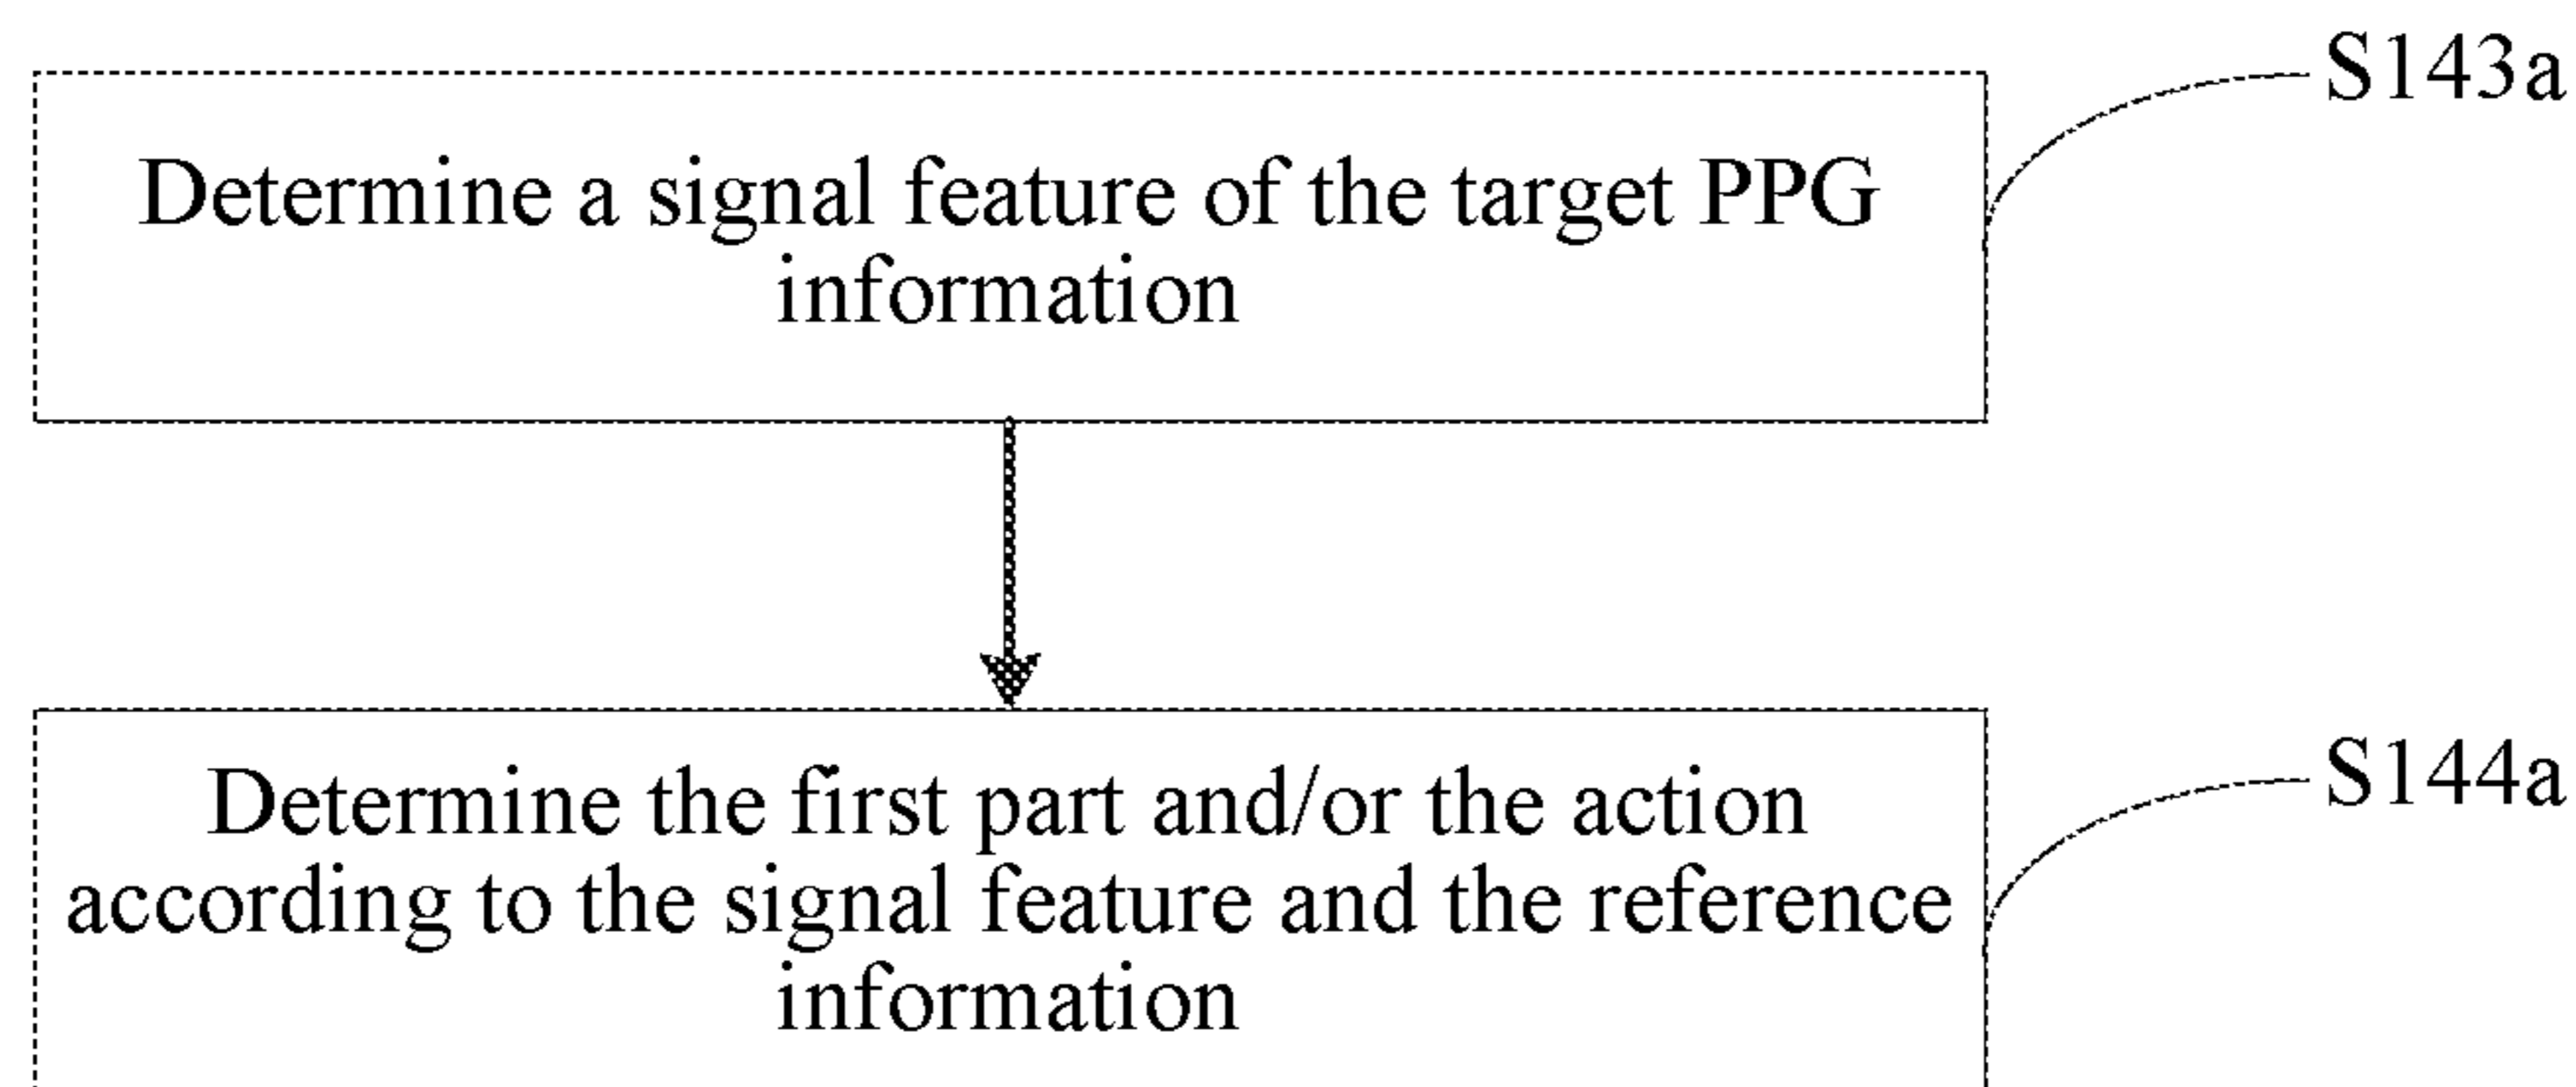 S143a
Determine a signal feature of the target PPG
information
S144a
Determine the first part and/or the action
according to the signal feature and the reference
information